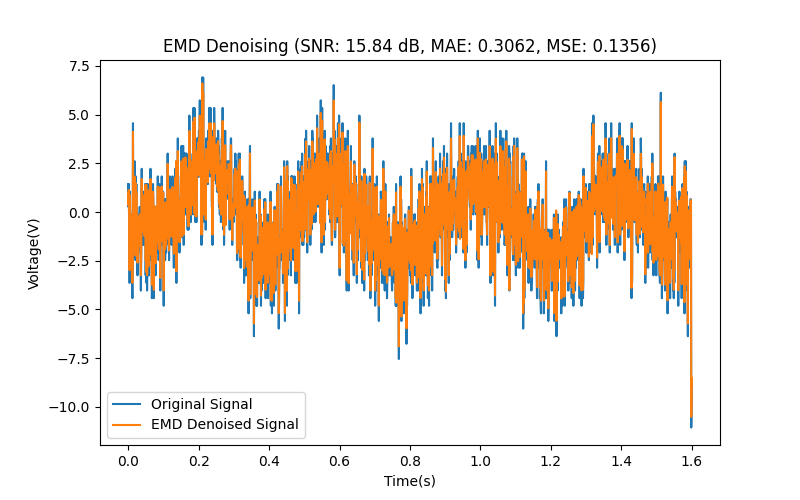 EMD Denoising (SNR: 15.84 dB, MAE: 0.3062, MSE: 0.1356)
7.5
5.0
2.5
0.0
−2.5
−5.0
−7.5
−10.0
Voltage(V)
Original Signal
EMD Denoised Signal
0.0 0.2 0.4 0.6 0.8 1.0 1.2 1.4 1.6
Time(s)